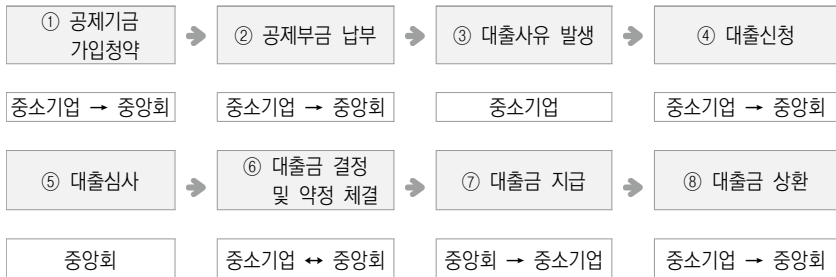 ① 공제기금
가입청약
② 공제부금 납부
③ 대출사유 발생
④ 대출신청
중소기업 → 중앙회
중소기업 → 중앙회
중소기업
중소기업 → 중앙회
⑤ 대출심사
⑥ 대출금 결정
및 약정 체결
⑦ 대출금 지급
⑧ 대출금 상환
중앙회
중소기업 ↔ 중앙회
중앙회 → 중소기업
중소기업 → 중앙회